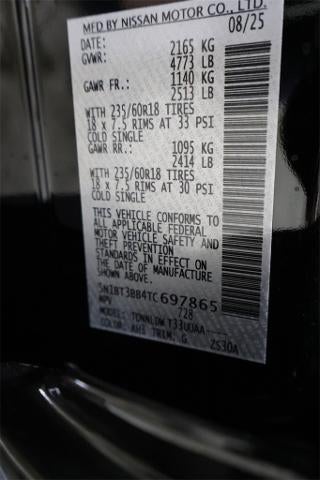 MFD BY NISSAN MOTOR CO., LTD.
DATE: 08/25
GVWR: 2165 KG
4773 LB
GAWR FR.: 1140 KG
2513 LB
WITH 235/60R18 TIRES
18 x 7.5 RIMS AT 33 PSI
COLD SINGLE
GAWR RR.: 1095 KG
2414 LB
WITH 235/60R18 TIRES
18 x 7.5 RIMS AT 30 PSI
COLD SINGLE
THIS VEHICLE CONFORMS TO
ALL APPLICABLE FEDERAL
MOTOR VEHICLE SAFETY AND
THEFT PREVENTION
STANDARDS IN EFFECT ON
THE DATE OF MANUFACTURE
SHOWN ABOVE.
5N1BT3BB4TC697865
MPV 728
MODEL:
COLOR: TRIM: G 2S30A